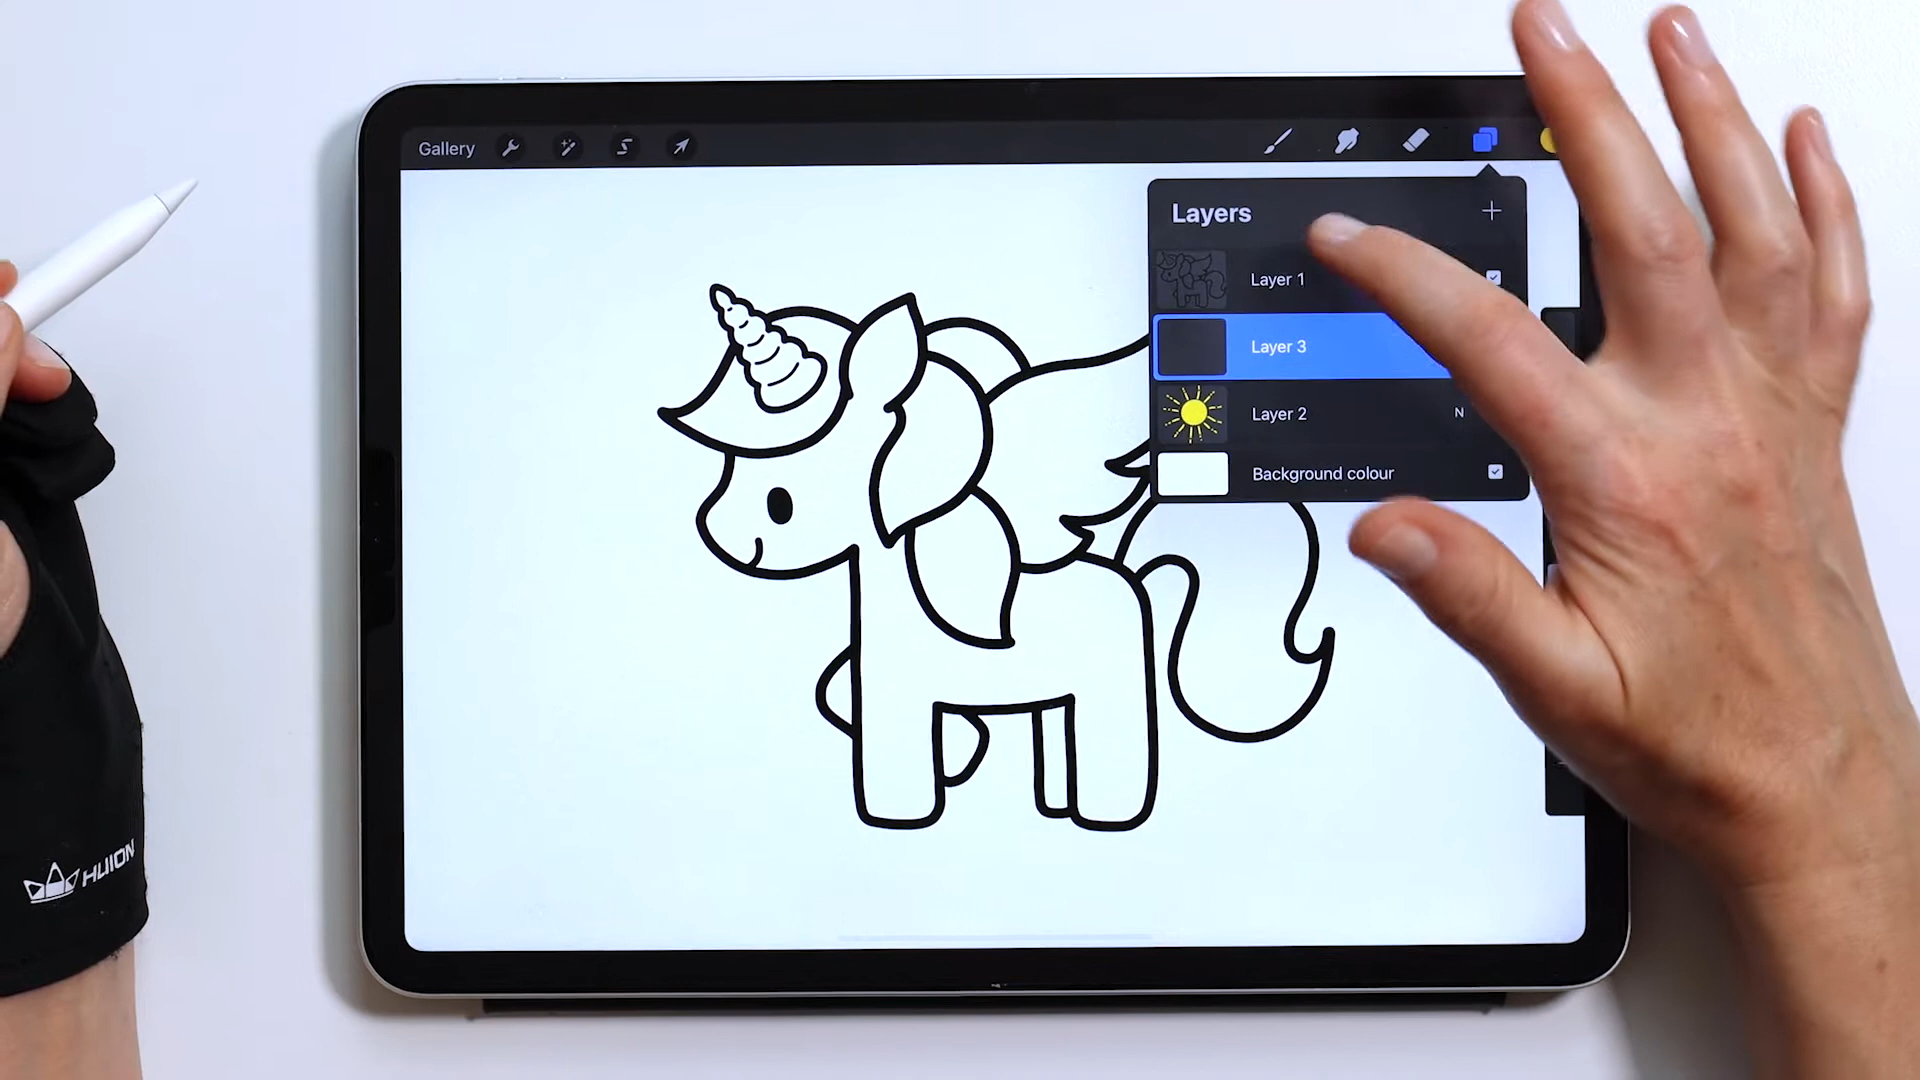 Gallery
Layers
Layer 1
Layer 3
Layer 2
N
Background colour
HUION